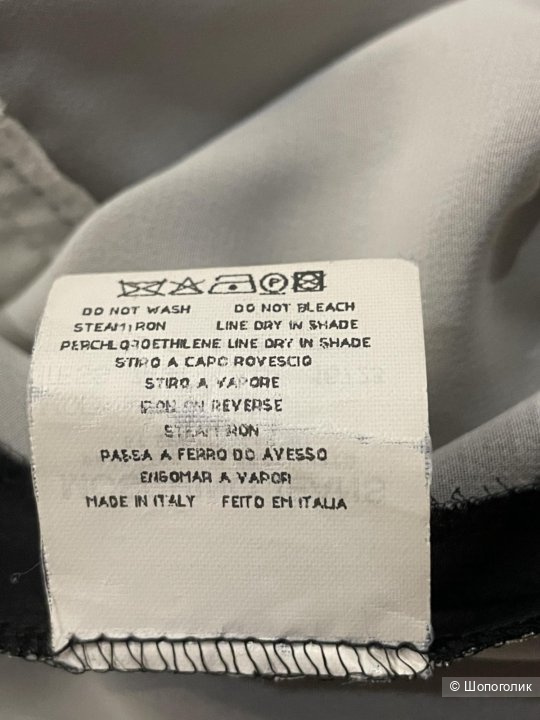 DO NOT WASH DO NOT BLEACH
STEAM IRON LINE DRY IN SHADE
PERCHLOROETHILENE LINE DRY IN SHADE
STIRO A CAPO ROVESCIO
STIRO A VAPORE
IRON ON REVERSE
STEAM IRON
PASSA A FERRO DO AVESSO
ENGOMAR A VAPOR
MADE IN ITALY FEITO EM ITALIA
© Шопоголик